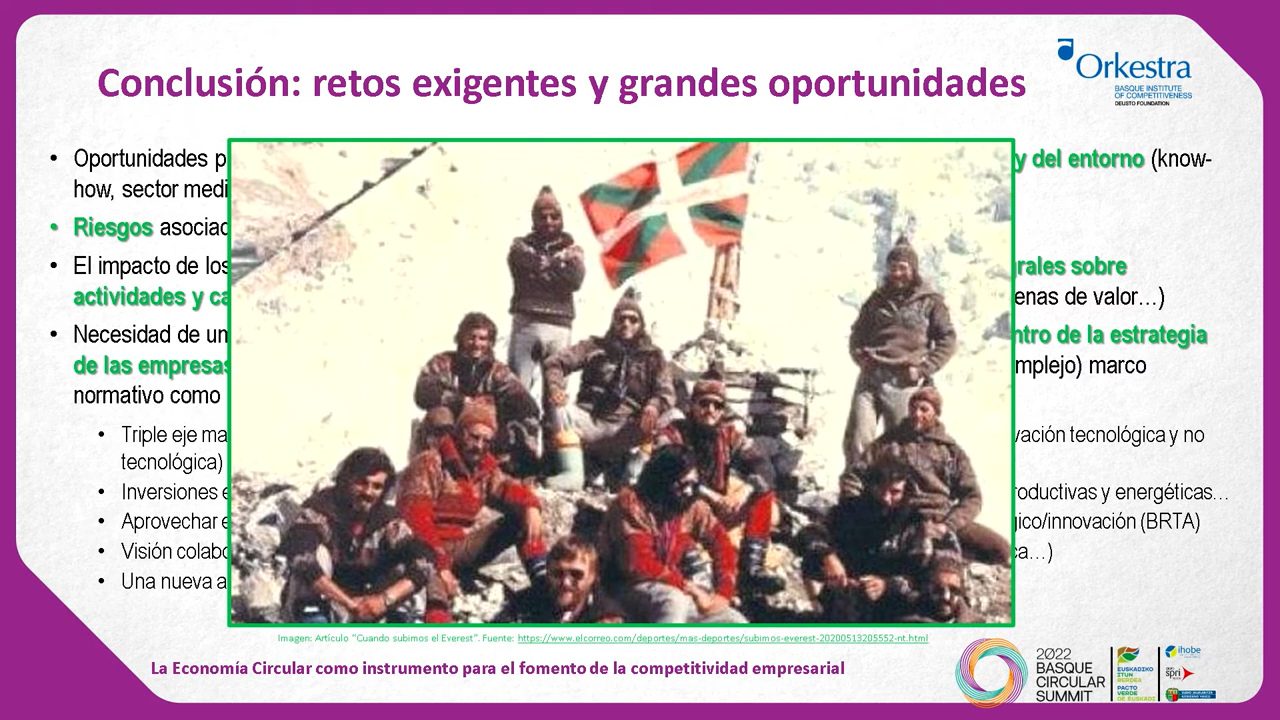 Conclusión: retos exigentes y grandes oportunidades
Orkestra
BASQUE INSTITUTE
OF COMPETITIVENESS
DEUSTO FOUNDATION
• Oportunidades p y del entorno (know-
how, sector medi
• Riesgos asociac
• El impacto de los grales sobre
actividades y ca enas de valor…)
• Necesidad de un ntro de la estrategia
de las empresas mplejo) marco
normativo como
• Triple eje ma vación tecnológica y no
tecnológica)
• Inversiones e roductivas y energéticas…
• Aprovechar e gico/innovación (BRTA)
• Visión colabo ca…)
• Una nueva a
Imagen: Artículo "Cuando subimos el Everest". Fuente: https://www.elcorreo.com/deportes/mas-deportes/subimos-everest-20200513205552-nt.html
La Economía Circular como instrumento para el fomento de la competitividad empresarial
2022
BASQUE
CIRCULAR
SUMMIT
EUSKADIKO
ITUN
BERDEA
PACTO
VERDE
DE EUSKADI
ihobe
spri